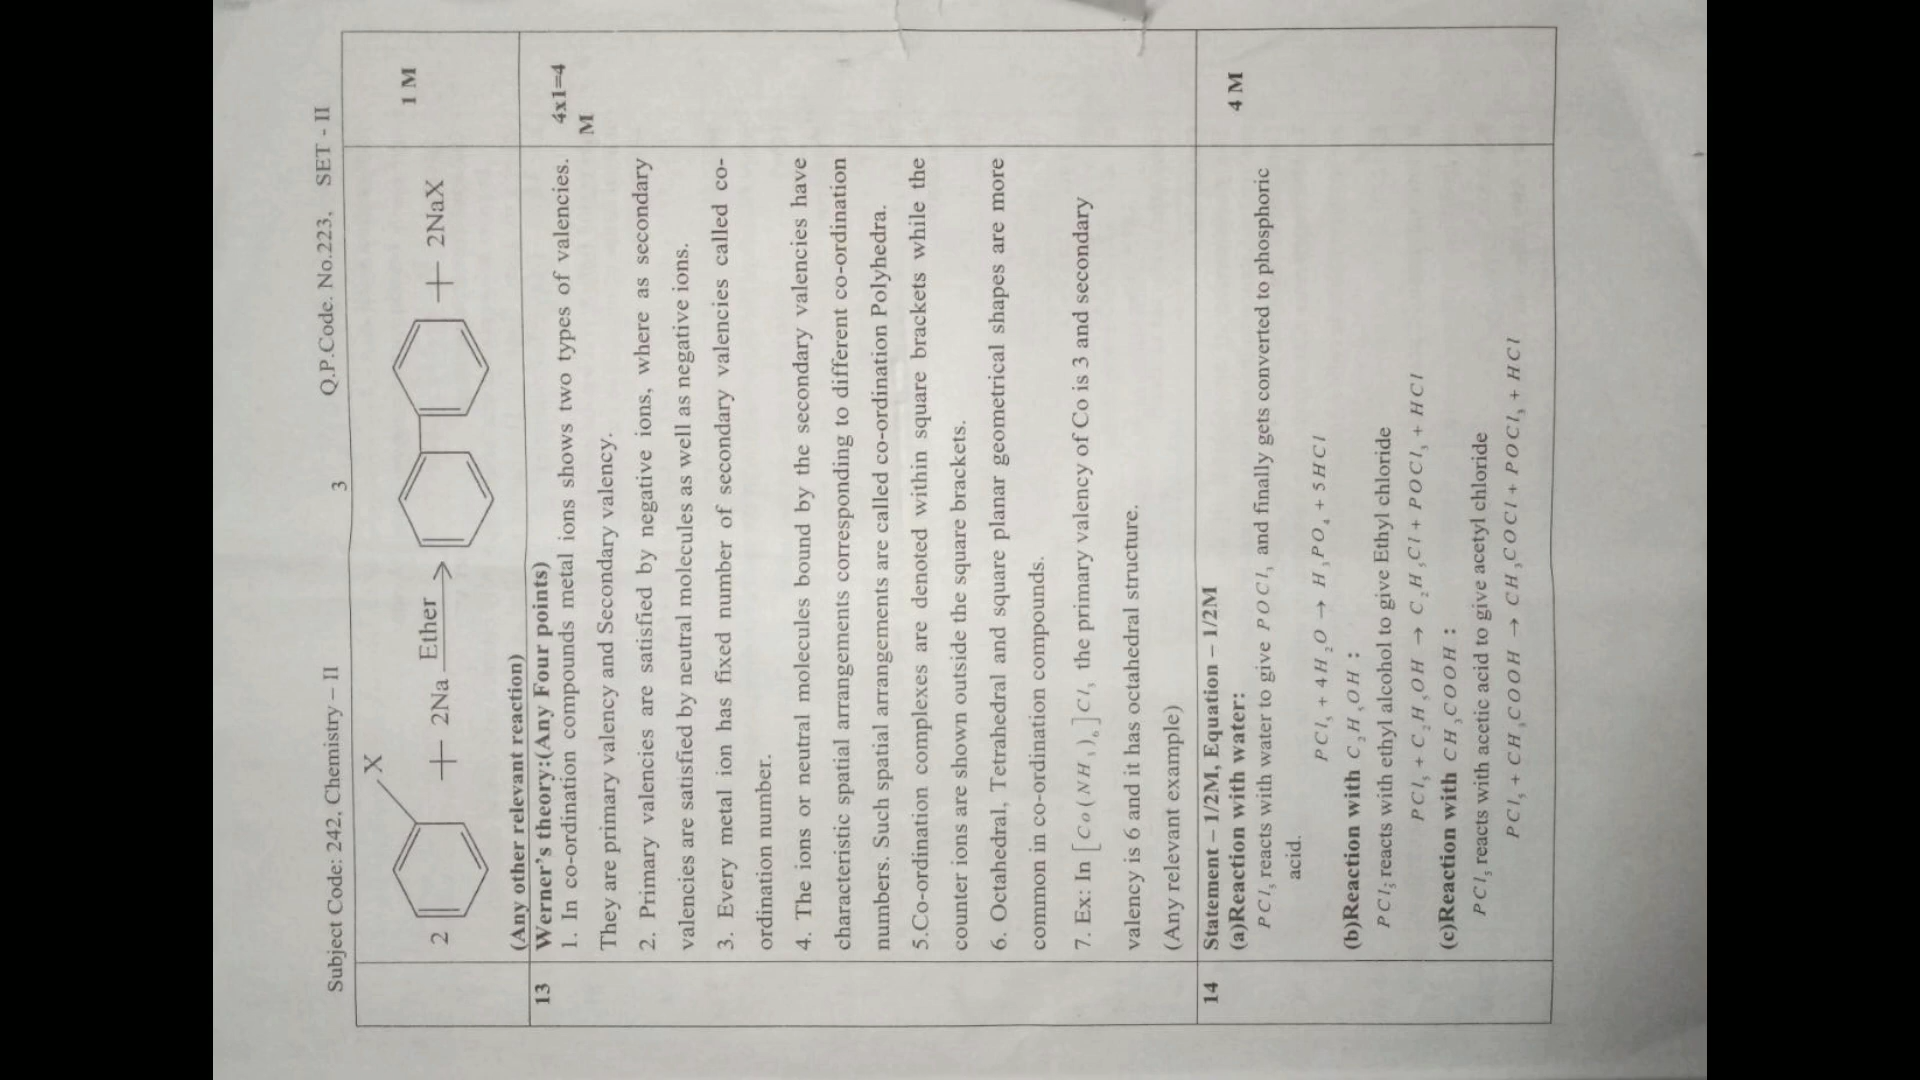 Subject Code: 242, Chemistry – II 3 Q.P.Code. No.223, SET - II
2 X + 2Na Ether + 2NaX 1 M
(Any other relevant reaction)
13 Werner's theory:(Any Four points)
1. In co-ordination compounds metal ions shows two types of valencies. 4x1=4
They are primary valency and Secondary valency. M
2. Primary valencies are satisfied by negative ions, where as secondary
valencies are satisfied by neutral molecules as well as negative ions.
3. Every metal ion has fixed number of secondary valencies called co-
ordination number.
4. The ions or neutral molecules bound by the secondary valencies have
characteristic spatial arrangements corresponding to different co-ordination
numbers. Such spatial arrangements are called co-ordination Polyhedra.
5.Co-ordination complexes are denoted within square brackets while the
counter ions are shown outside the square brackets.
6. Octahedral, Tetrahedral and square planar geometrical shapes are more
common in co-ordination compounds.
7. Ex: In [Co(NH₃)₆]Cl₃ the primary valency of Co is 3 and secondary
valency is 6 and it has octahedral structure.
(Any relevant example)
14 Statement – 1/2M, Equation – 1/2M 4 M
(a)Reaction with water:
PCl₅ reacts with water to give POCl₃ and finally gets converted to phosphoric
acid.
PCl₅ + 4H₂O → H₃PO₄ + 5HCl
(b)Reaction with C₂H₅OH :
PCl₅ reacts with ethyl alcohol to give Ethyl chloride
PCl₅ + C₂H₅OH → C₂H₅Cl + POCl₃ + HCl
(c)Reaction with CH₃COOH :
PCl₅ reacts with acetic acid to give acetyl chloride
PCl₅ + CH₃COOH → CH₃COCl + POCl₃ + HCl